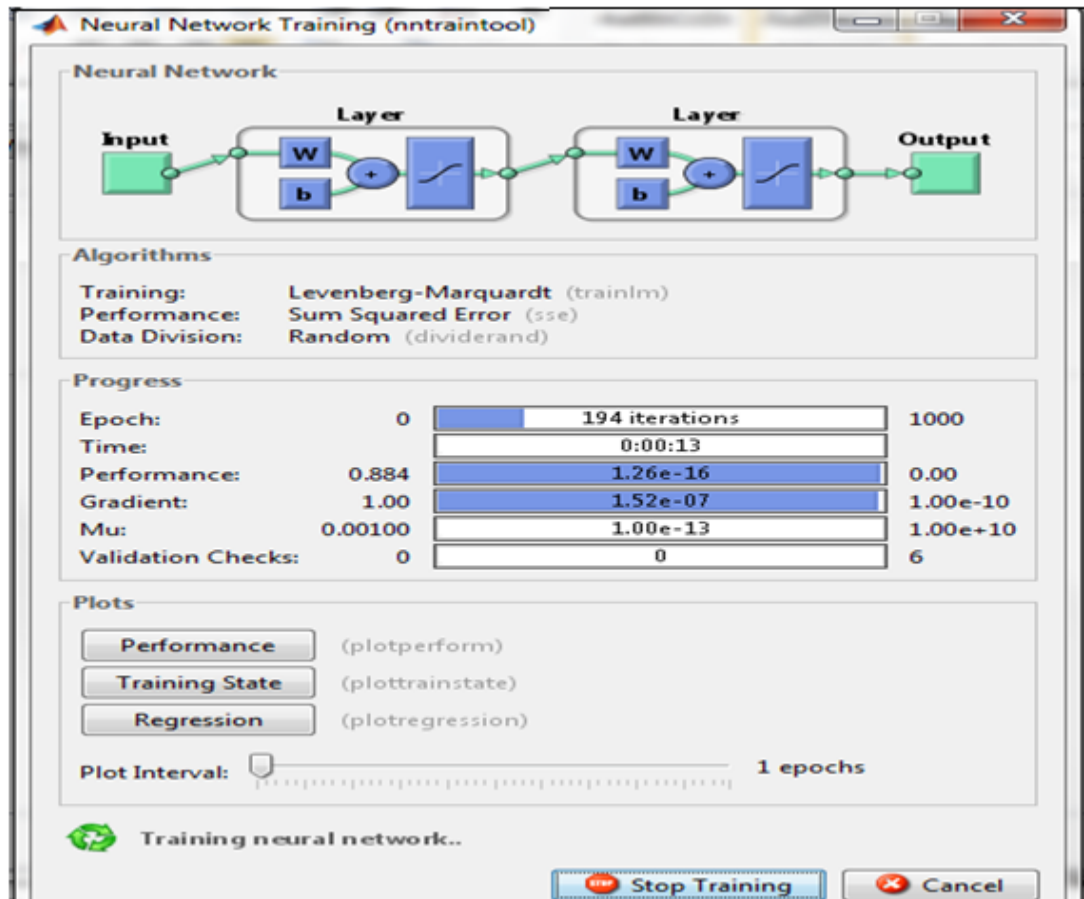 Neural Network Training (nntraintool)
Neural Network
Layer Layer
Input Output
W W
b + b +
Algorithms
Training: Levenberg-Marquardt (trainlm)
Performance: Sum Squared Error (sse)
Data Division: Random (dividerand)
Progress
Epoch: 0 194 iterations 1000
Time: 0:00:13
Performance: 0.884 1.26e-16 0.00
Gradient: 1.00 1.52e-07 1.00e-10
Mu: 0.00100 1.00e-13 1.00e+10
Validation Checks: 0 0 6
Plots
Performance (plotperform)
Training State (plottrainstate)
Regression (plotregression)
Plot Interval: 1 epochs
Training neural network..
STOP Stop Training Cancel